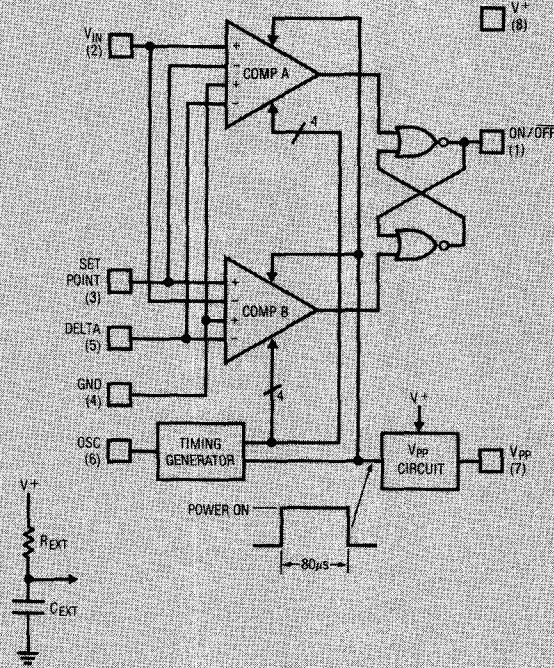 V+
(8)
VIN
(2)
+
−
+
−
COMP A
4
ON/OFF
(1)
SET
POINT
(3)
DELTA
(5)
GND
(4)
OSC
(6)
+
−
+
−
COMP B
4
TIMING
GENERATOR
V+
VPP
CIRCUIT
VPP
(7)
POWER ON
80µs
V+
REXT
CEXT